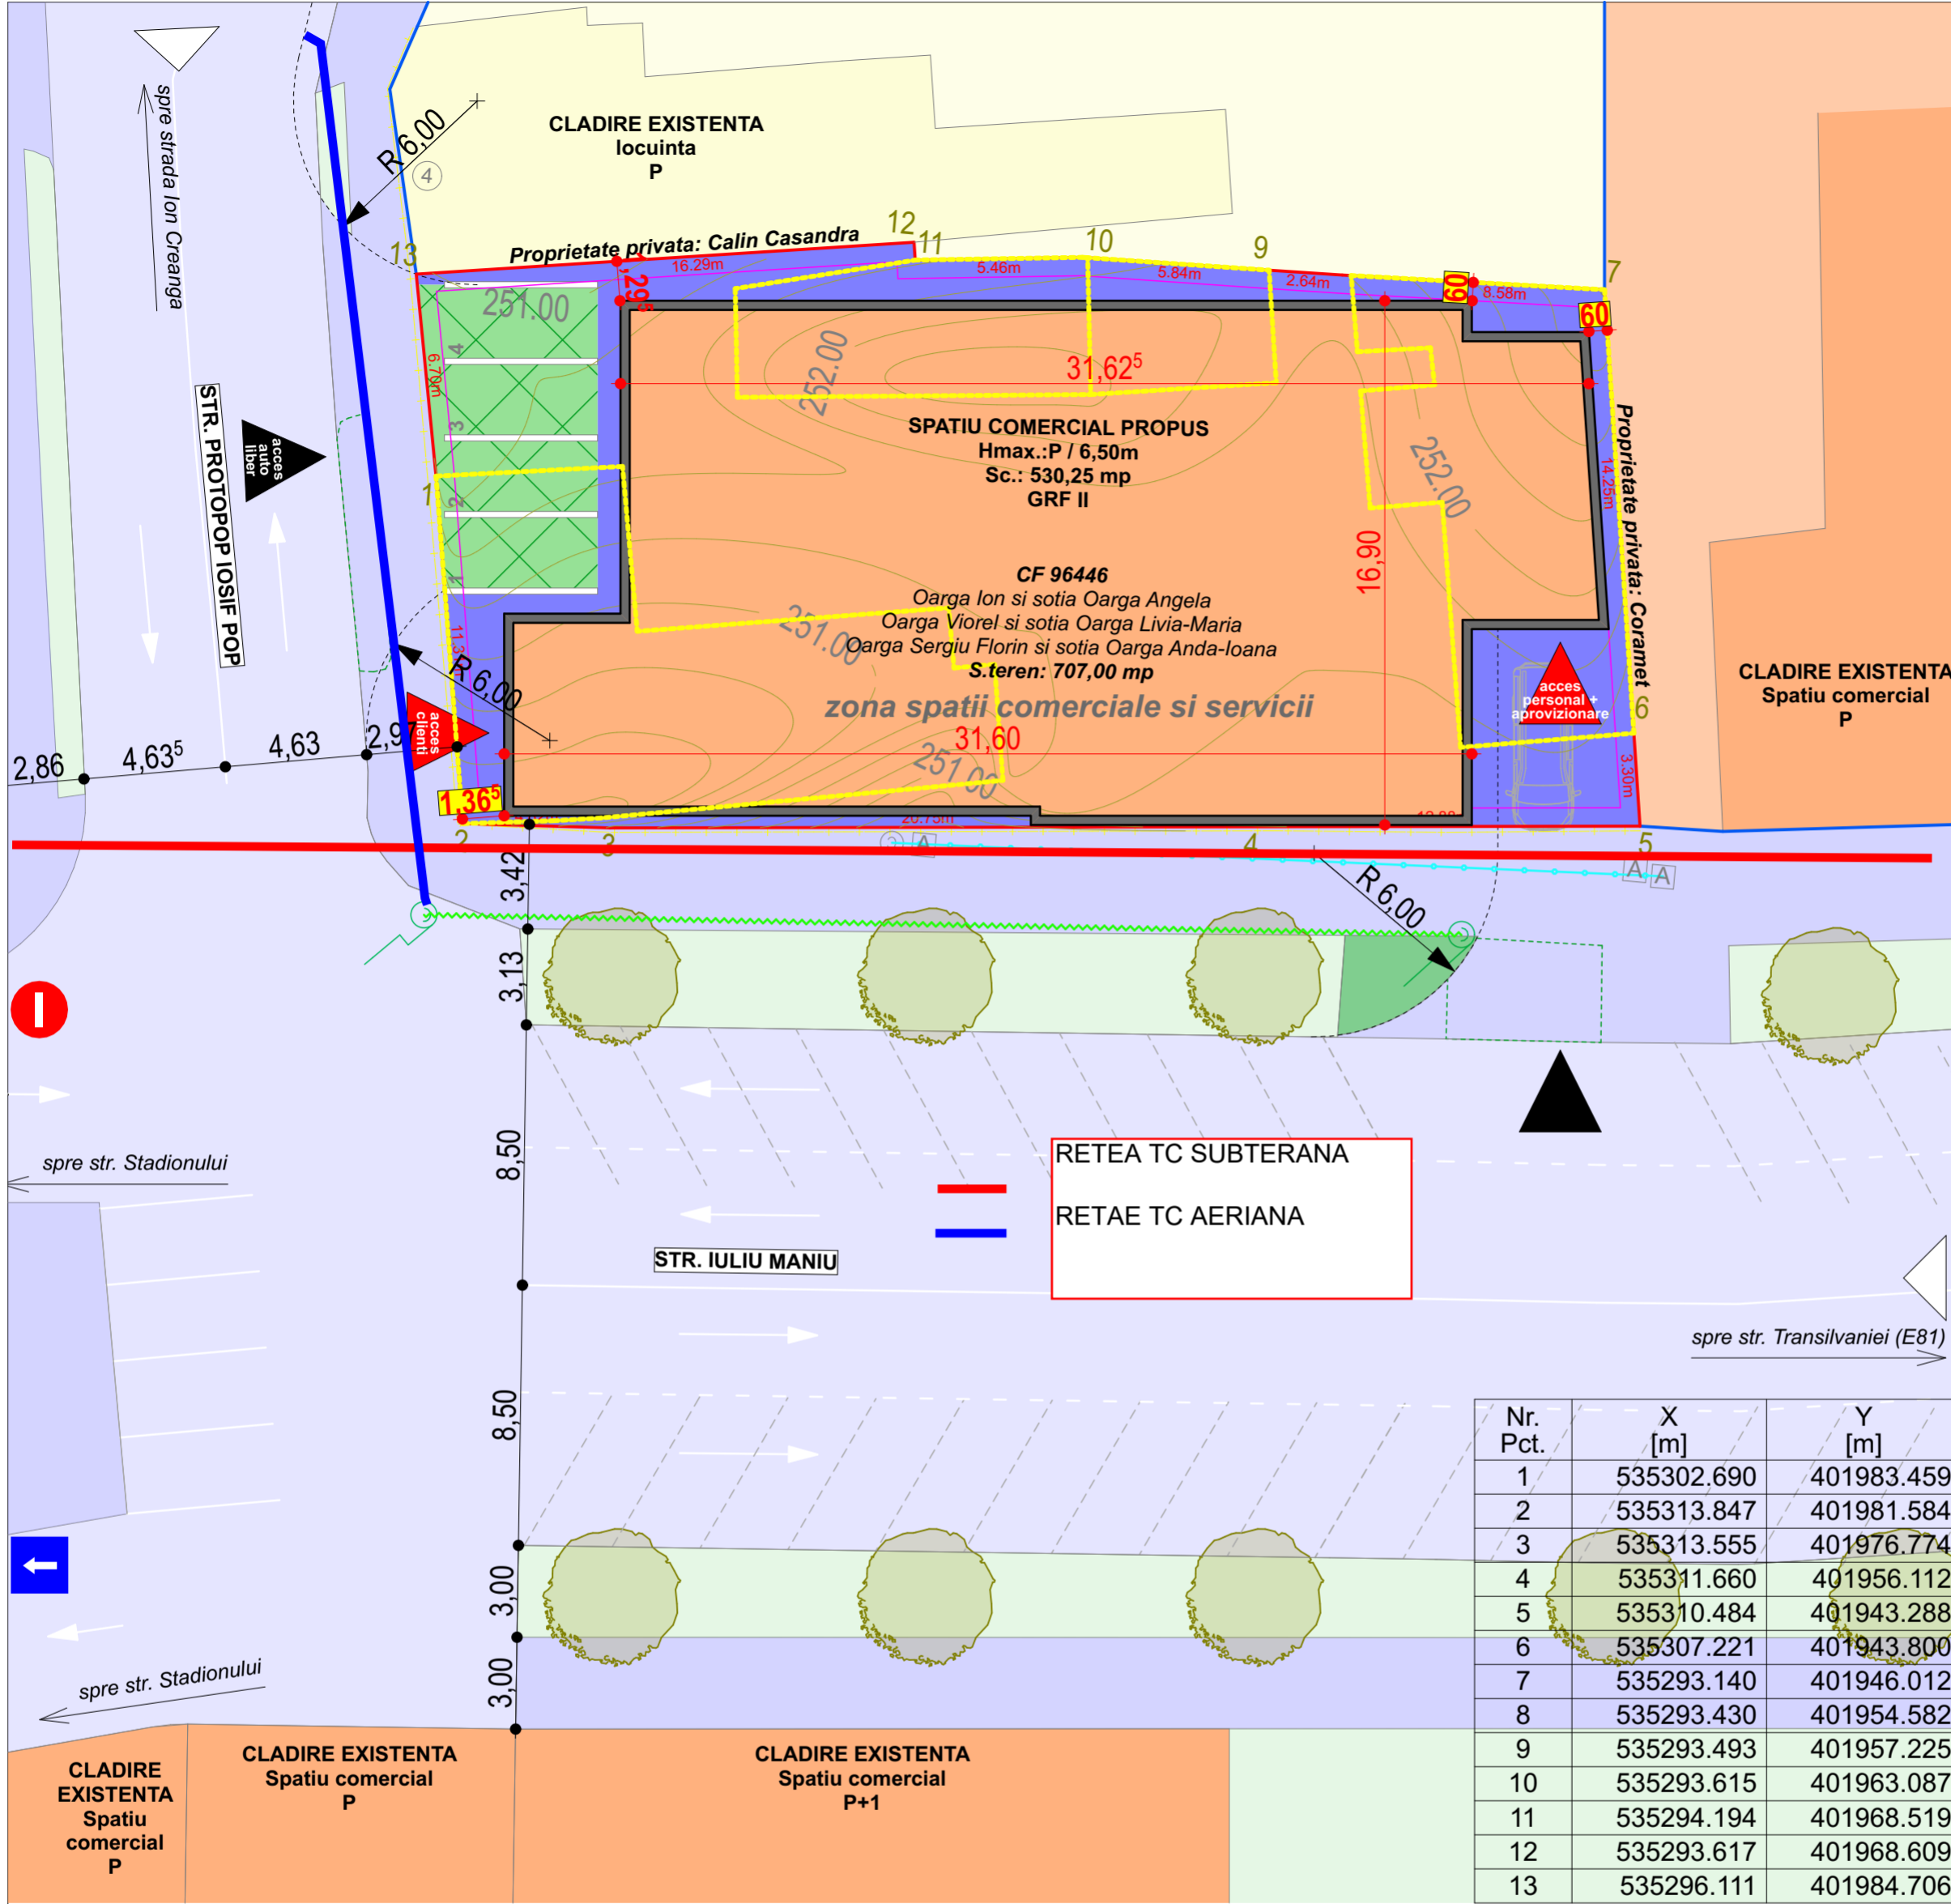 spre strada Ion Creanga
R 6,00
4
CLADIRE EXISTENTA
locuinta
P
Proprietate privata: Calin Casandra
13
12
11
10
9
7
16.29m
5.46m
5.84m
2.64m
8.58m
1,29⁵
60
60
251.00
252.00
252.00
6.70m
4
3
2
1
31,62⁵
SPATIU COMERCIAL PROPUS
Hmax.:P / 6,50m
Sc.: 530,25 mp
GRF II
16,90
14.25m
Proprietate privata: Coramet
STR. PROTOPOP IOSIF POP
acces
auto
liber
1
CF 96446
Oarga Ion si sotia Oarga Angela
Oarga Viorel si sotia Oarga Livia-Maria
Oarga Sergiu Florin si sotia Oarga Anda-Ioana
S.teren: 707,00 mp
zona spatii comerciale si servicii
251.00
251.00
R 6,00
acces
clienti
acces
personal +
aprovizionare
6
CLADIRE EXISTENTA
Spatiu comercial
P
2,86
4,63⁵
4,63
2,97
31,60
3.30m
1,36⁵
20.75m
2
3
4
5
A
A
A
3,42
R 6,00
3,13
8,50
spre str. Stadionului
RETEA TC SUBTERANA
RETAE TC AERIANA
STR. IULIU MANIU
spre str. Transilvaniei (E81)
8,50
3,00
3,00
spre str. Stadionului
CLADIRE
EXISTENTA
Spatiu
comercial
P
CLADIRE EXISTENTA
Spatiu comercial
P
CLADIRE EXISTENTA
Spatiu comercial
P+1
Nr. Pct. X [m] Y [m]
1 535302.690 401983.459
2 535313.847 401981.584
3 535313.555 401976.774
4 535311.660 401956.112
5 535310.484 401943.288
6 535307.221 401943.800
7 535293.140 401946.012
8 535293.430 401954.582
9 535293.493 401957.225
10 535293.615 401963.087
11 535294.194 401968.519
12 535293.617 401968.609
13 535296.111 401984.706